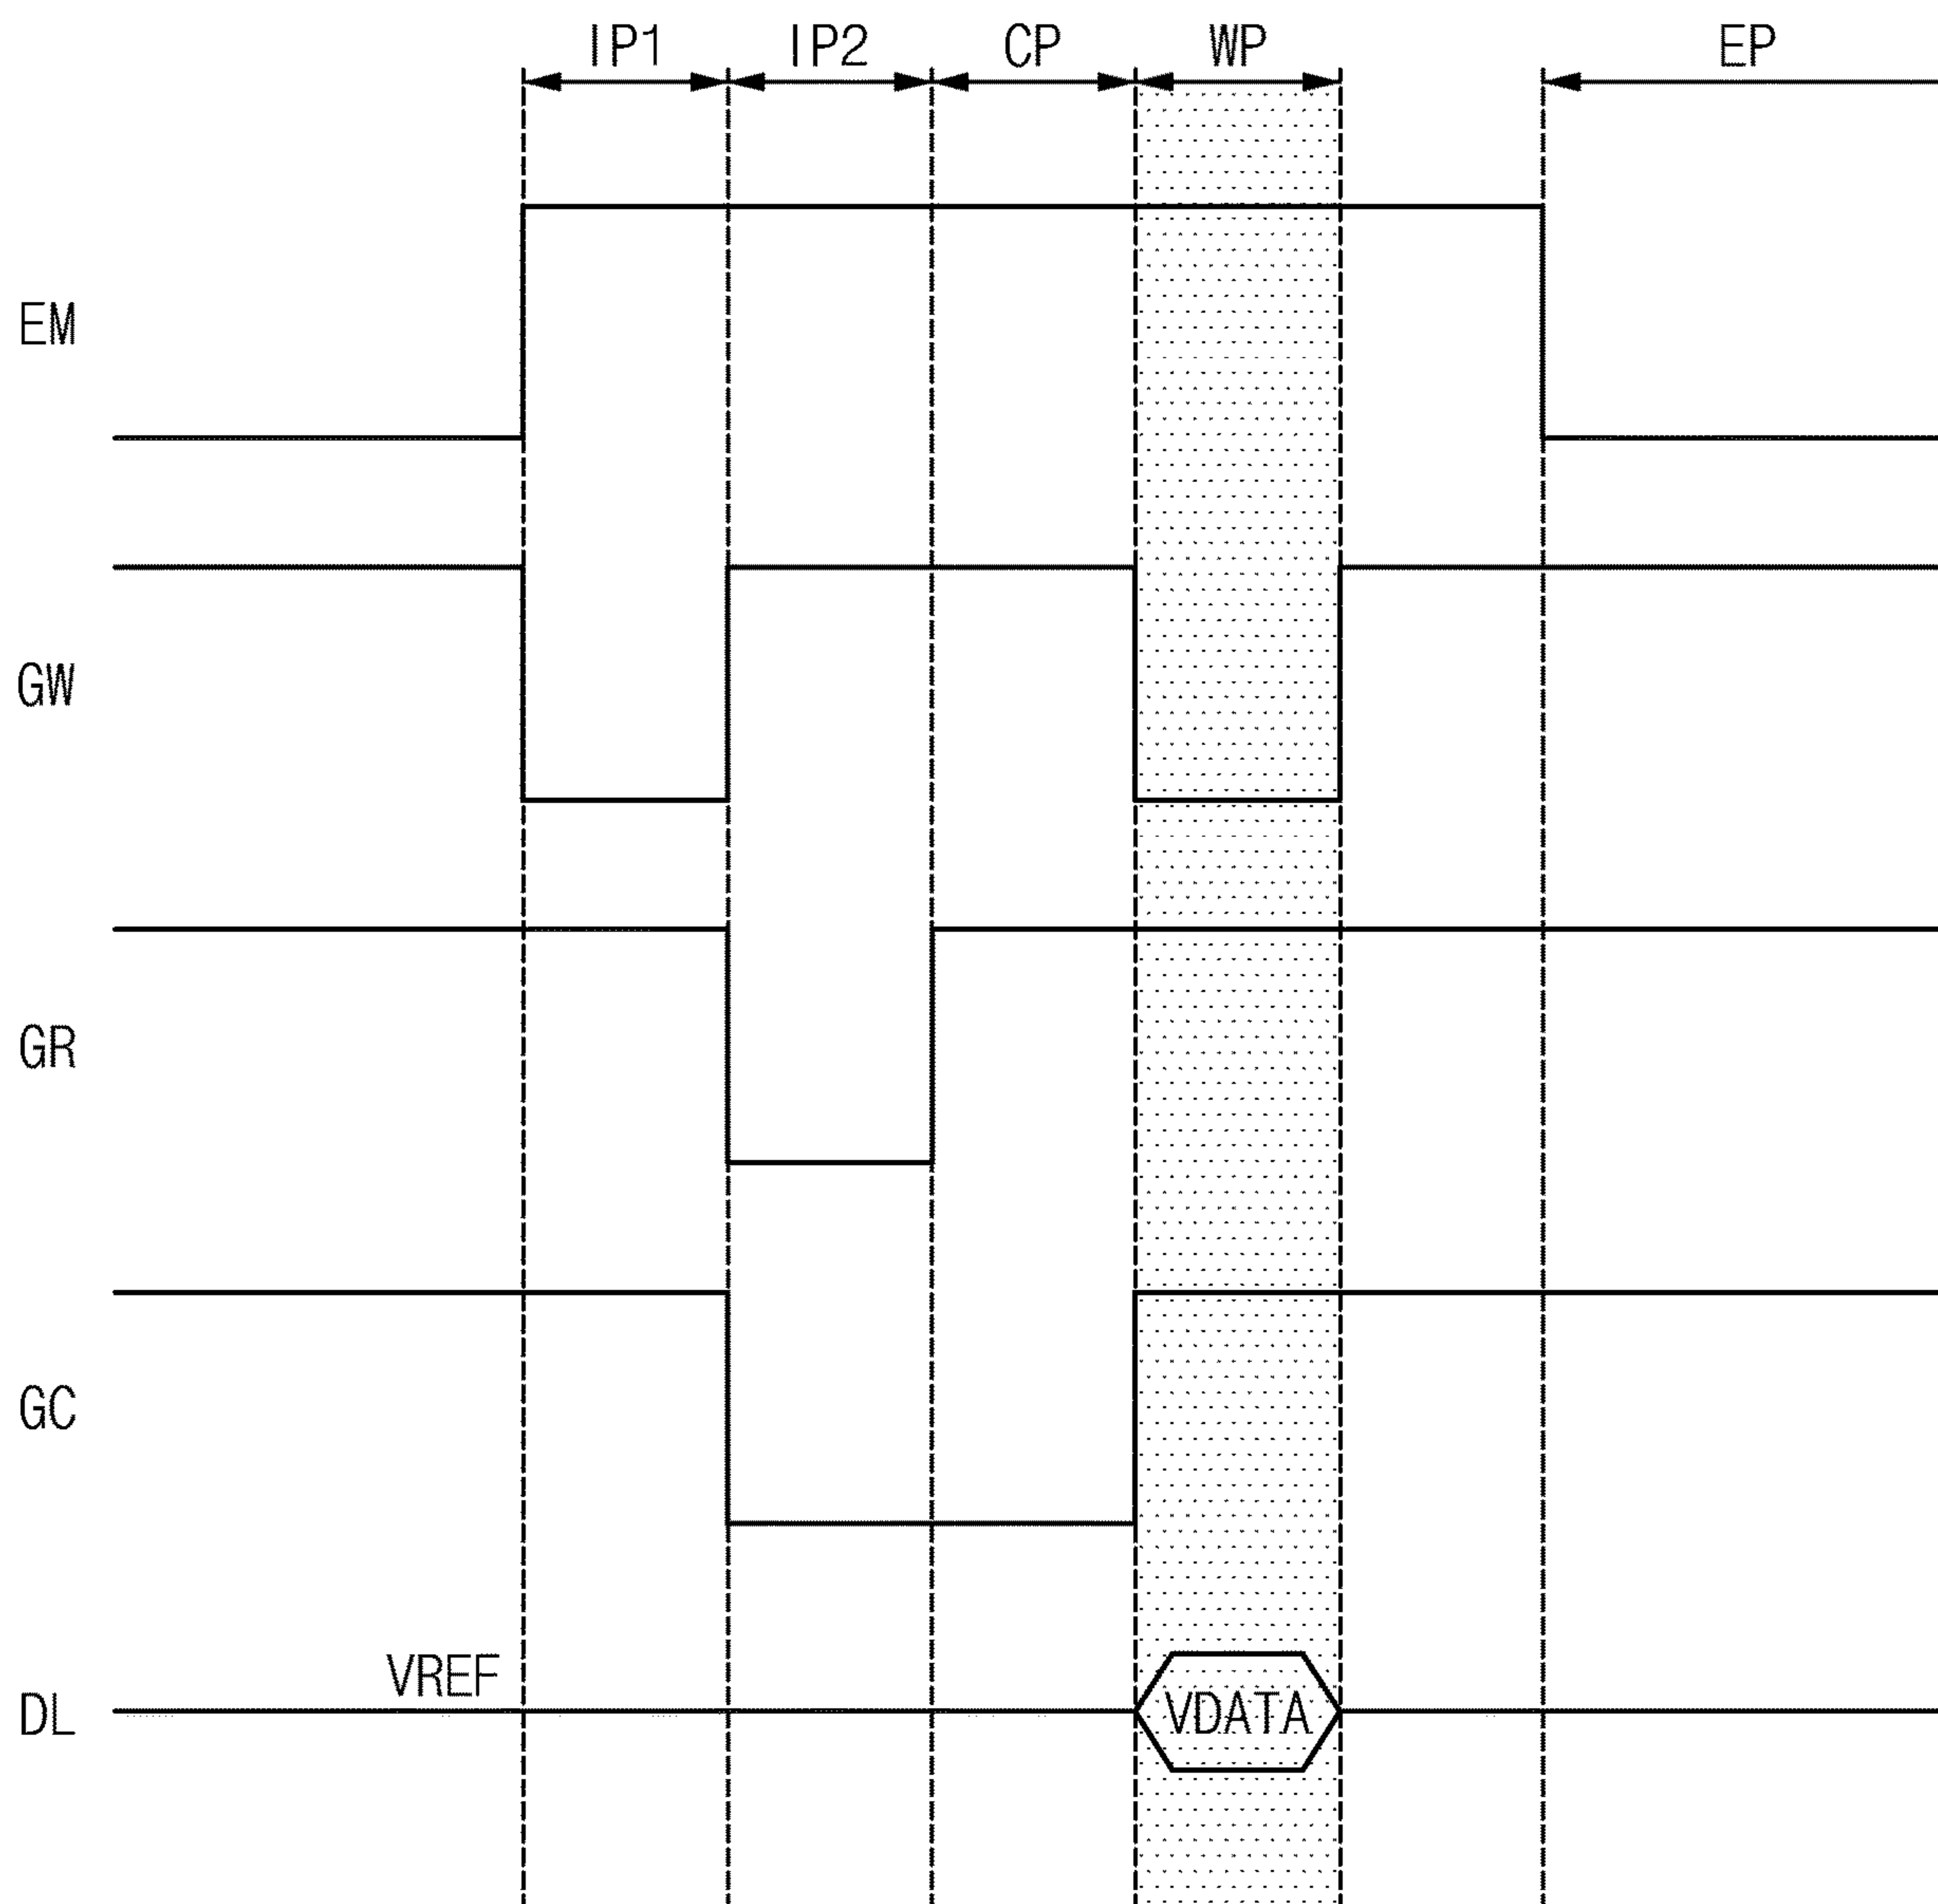 IP1 IP2 CP WP EP
EM
GW
GR
GC
VREF
DL VDATA